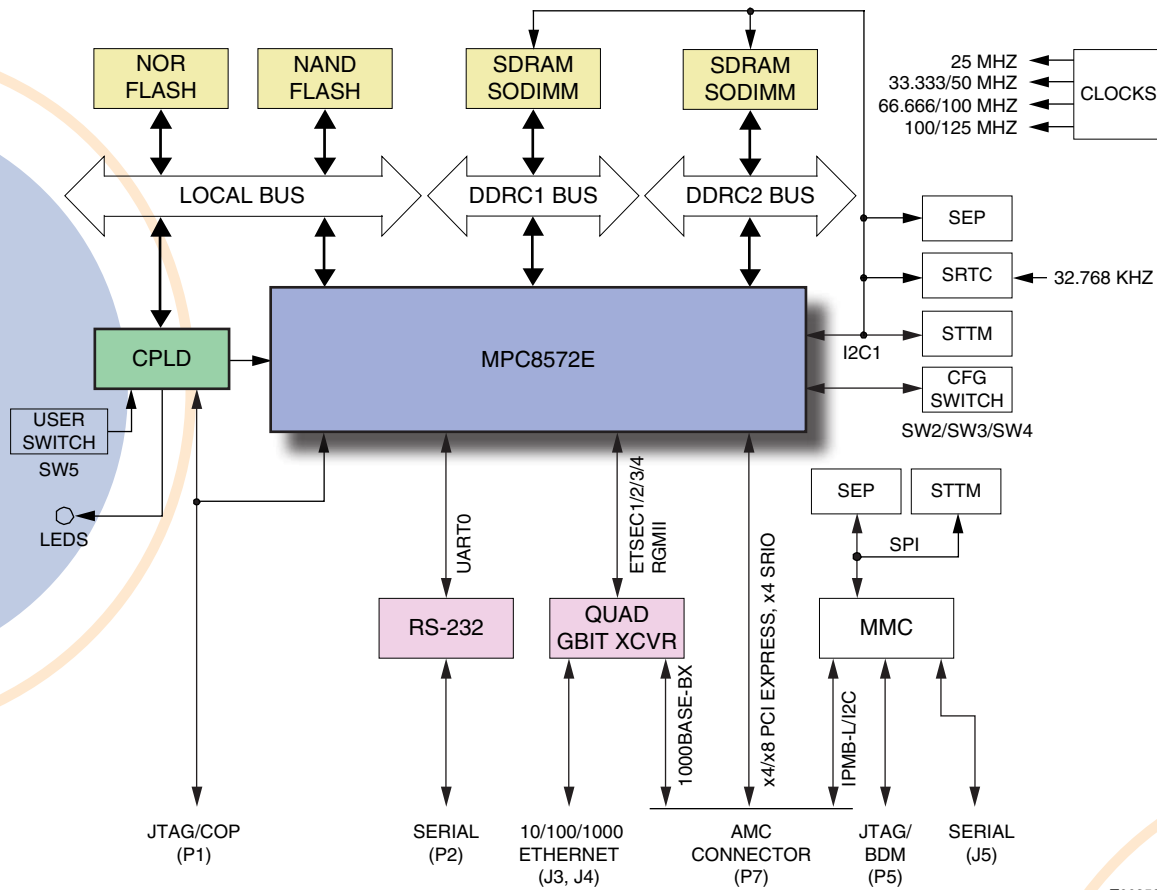 NOR
FLASH
NAND
FLASH
SDRAM
SODIMM
SDRAM
SODIMM
25 MHZ
33.333/50 MHZ
66.666/100 MHZ
100/125 MHZ
CLOCKS
LOCAL BUS
DDRC1 BUS
DDRC2 BUS
SEP
SRTC
32.768 KHZ
STTM
I2C1
CFG
SWITCH
SW2/SW3/SW4
CPLD
MPC8572E
USER
SWITCH
SW5
LEDS
UART0
ETSEC1/2/3/4
RGMII
x4/x8 PCI EXPRESS, x4 SRIO
SEP
STTM
SPI
RS-232
QUAD
GBIT XCVR
MMC
1000BASE-BX
IPMB-L/I2C
JTAG/COP
(P1)
SERIAL
(P2)
10/100/1000
ETHERNET
(J3, J4)
AMC
CONNECTOR
(P7)
JTAG/
BDM
(P5)
SERIAL
(J5)